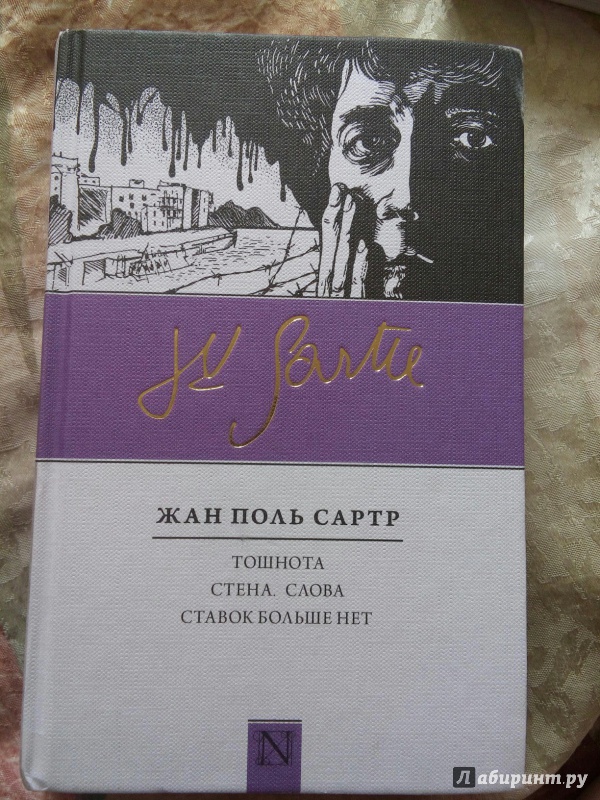 J P Sartre
ЖАН ПОЛЬ САРТР
ТОШНОТА
СТЕНА. СЛОВА
СТАВОК БОЛЬШЕ НЕТ
N
Лабиринт.ру